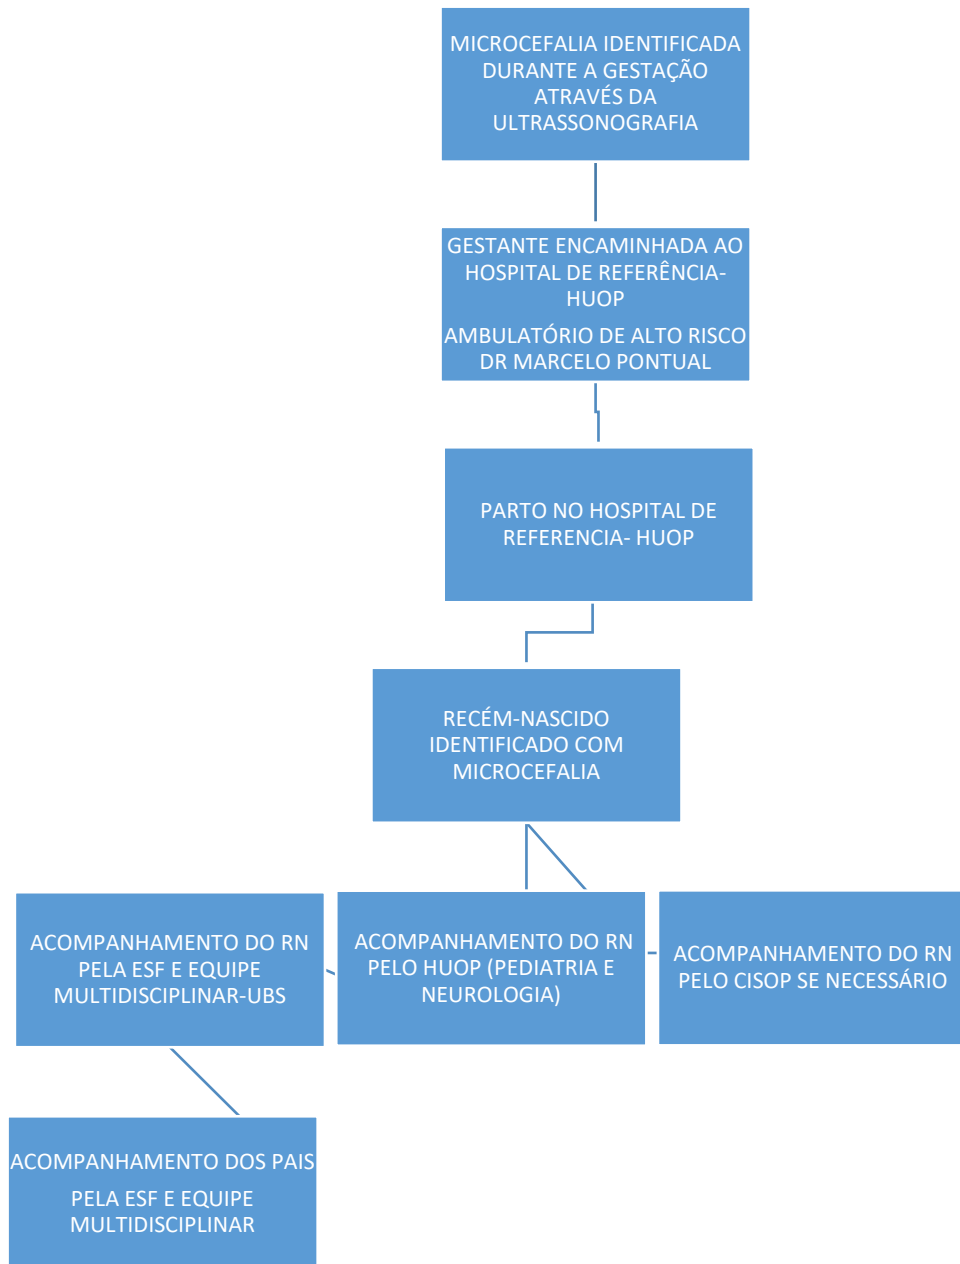 MICROCEFALIA IDENTIFICADA
DURANTE A GESTAÇÃO
ATRAVÉS DA
ULTRASSONOGRAFIA
GESTANTE ENCAMINHADA AO
HOSPITAL DE REFERÊNCIA-
HUOP
AMBULATÓRIO DE ALTO RISCO
DR MARCELO PONTUAL
PARTO NO HOSPITAL DE
REFERENCIA- HUOP
RECÉM-NASCIDO
IDENTIFICADO COM
MICROCEFALIA
ACOMPANHAMENTO DO RN
PELA ESF E EQUIPE
MULTIDISCIPLINAR-UBS
ACOMPANHAMENTO DO RN
PELO HUOP (PEDIATRIA E
NEUROLOGIA)
ACOMPANHAMENTO DO RN
PELO CISOP SE NECESSÁRIO
ACOMPANHAMENTO DOS PAIS
PELA ESF E EQUIPE
MULTIDISCIPLINAR